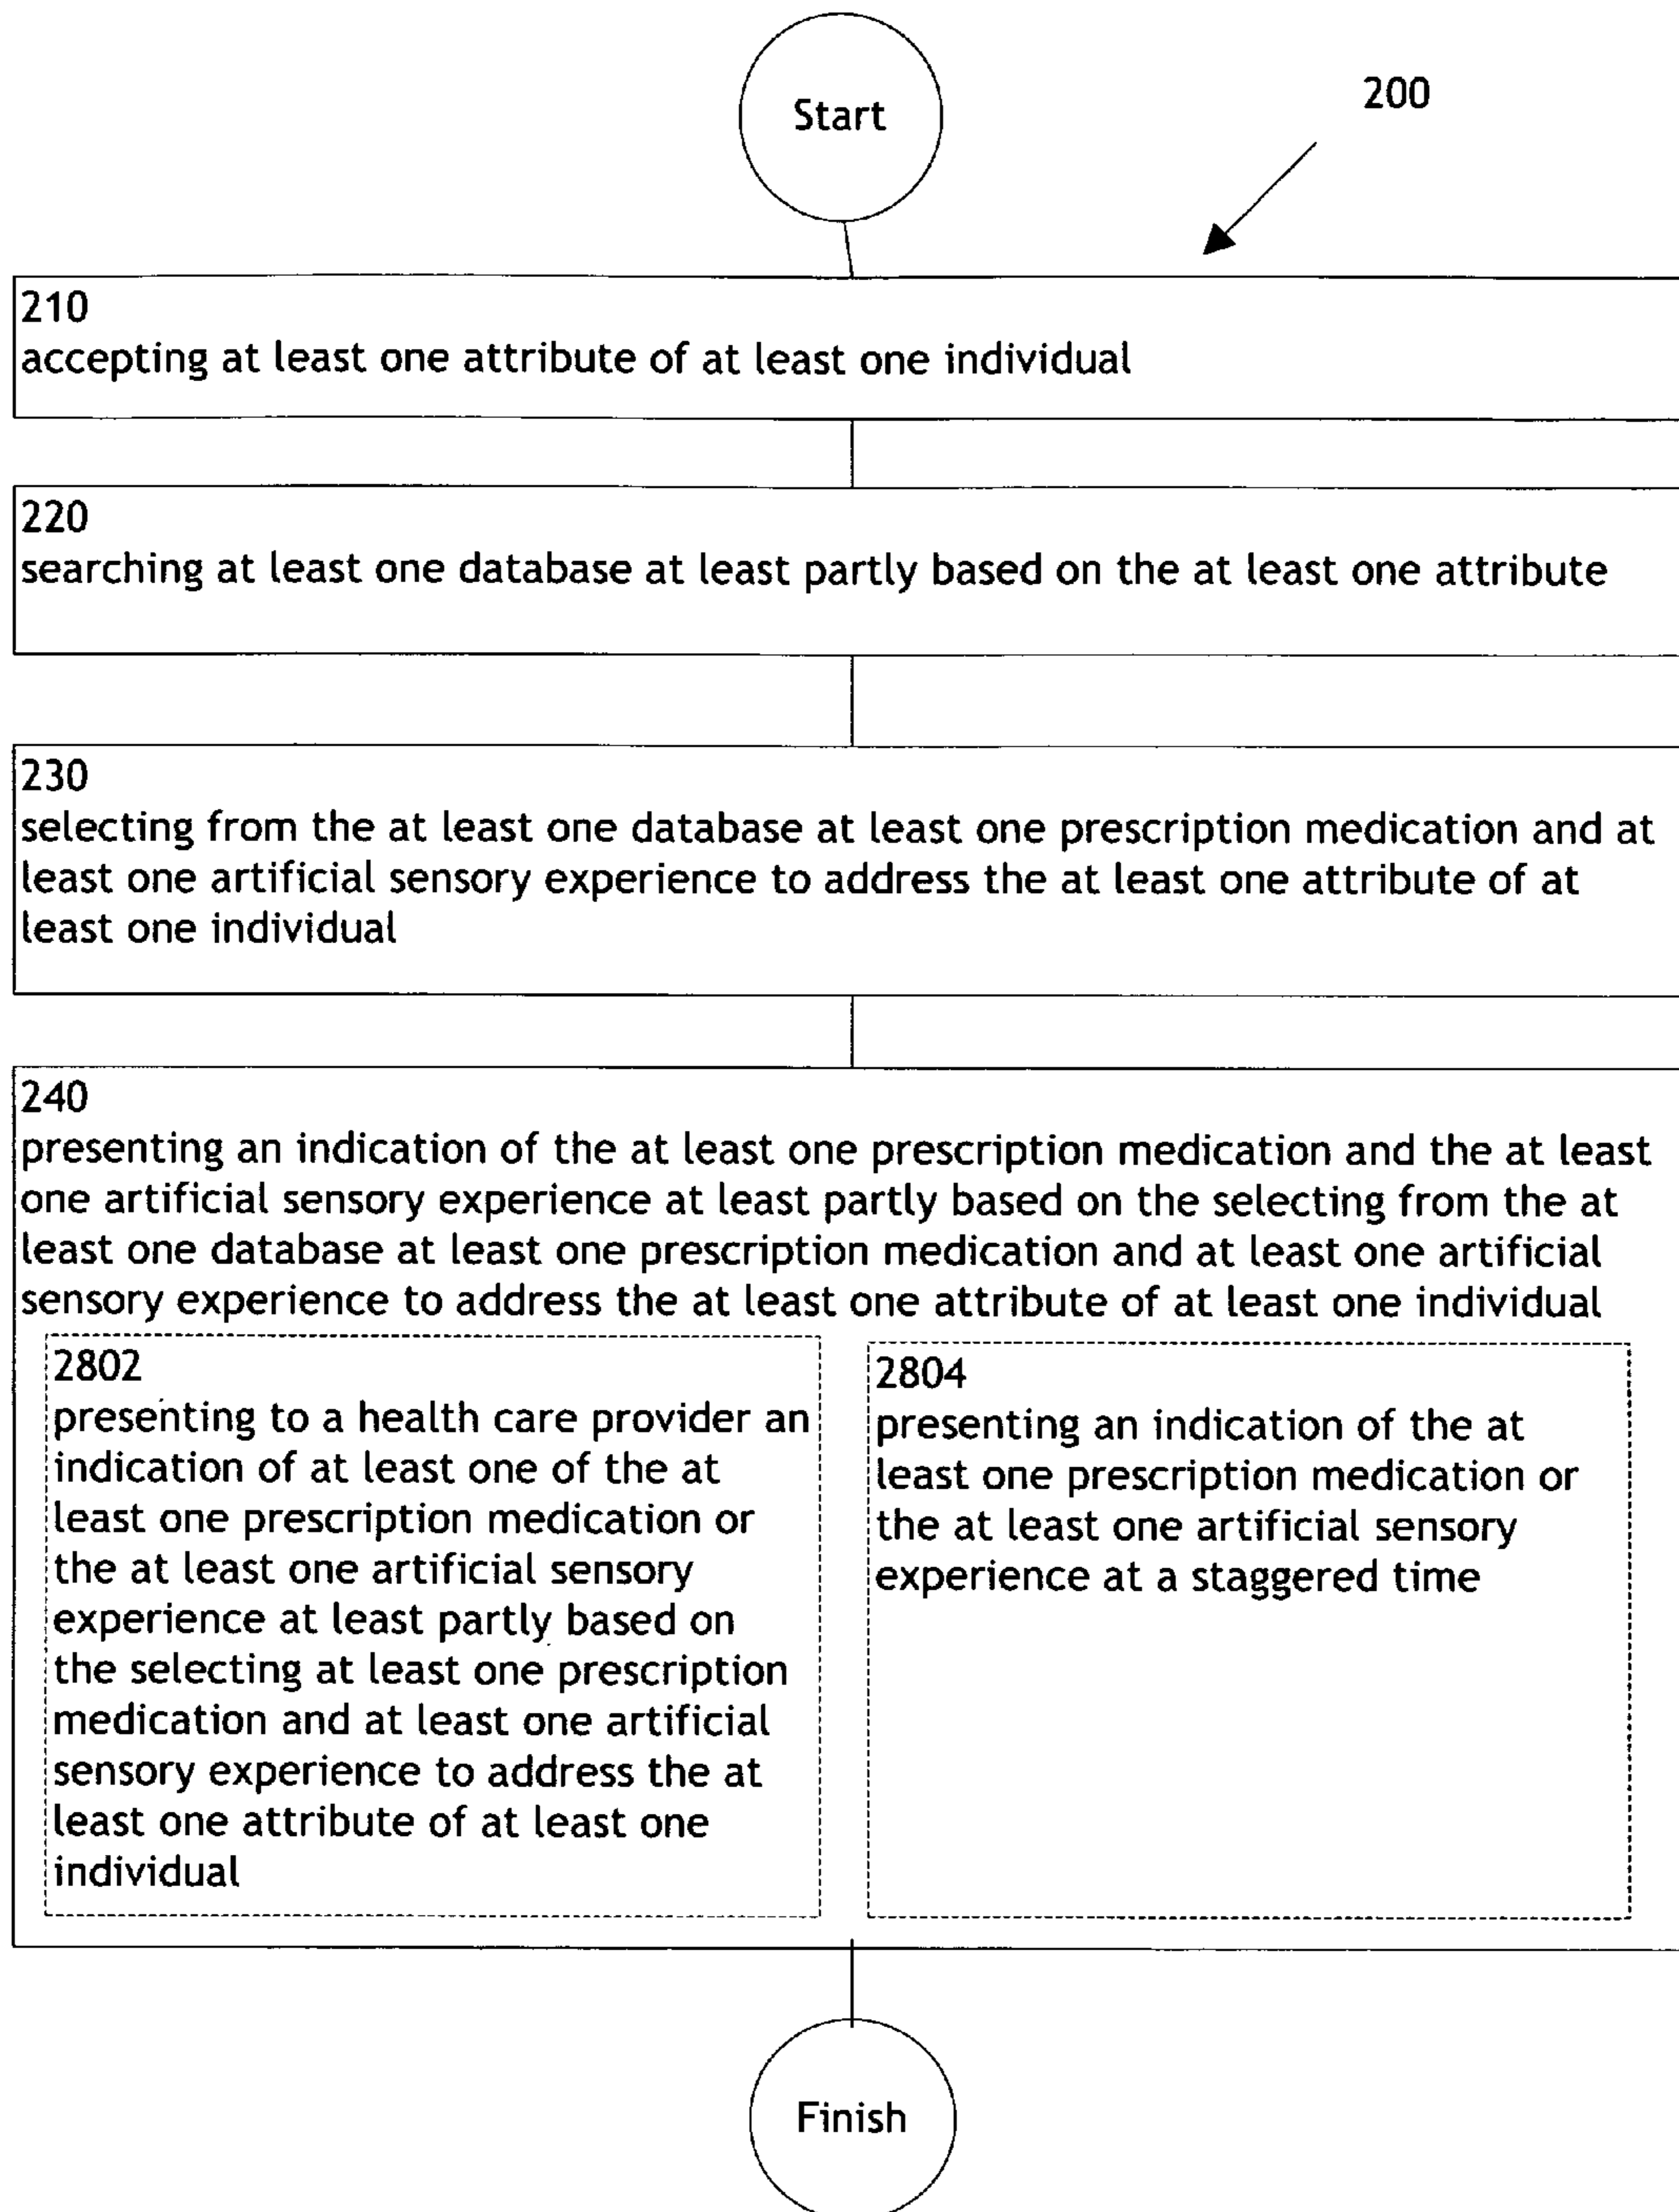 Start
200
210
accepting at least one attribute of at least one individual
220
searching at least one database at least partly based on the at least one attribute
230
selecting from the at least one database at least one prescription medication and at
least one artificial sensory experience to address the at least one attribute of at
least one individual
240
presenting an indication of the at least one prescription medication and the at least
one artificial sensory experience at least partly based on the selecting from the at
least one database at least one prescription medication and at least one artificial
sensory experience to address the at least one attribute of at least one individual
2802
presenting to a health care provider an
indication of at least one of the at
least one prescription medication or
the at least one artificial sensory
experience at least partly based on
the selecting at least one prescription
medication and at least one artificial
sensory experience to address the at
least one attribute of at least one
individual
2804
presenting an indication of the at
least one prescription medication or
the at least one artificial sensory
experience at a staggered time
Finish